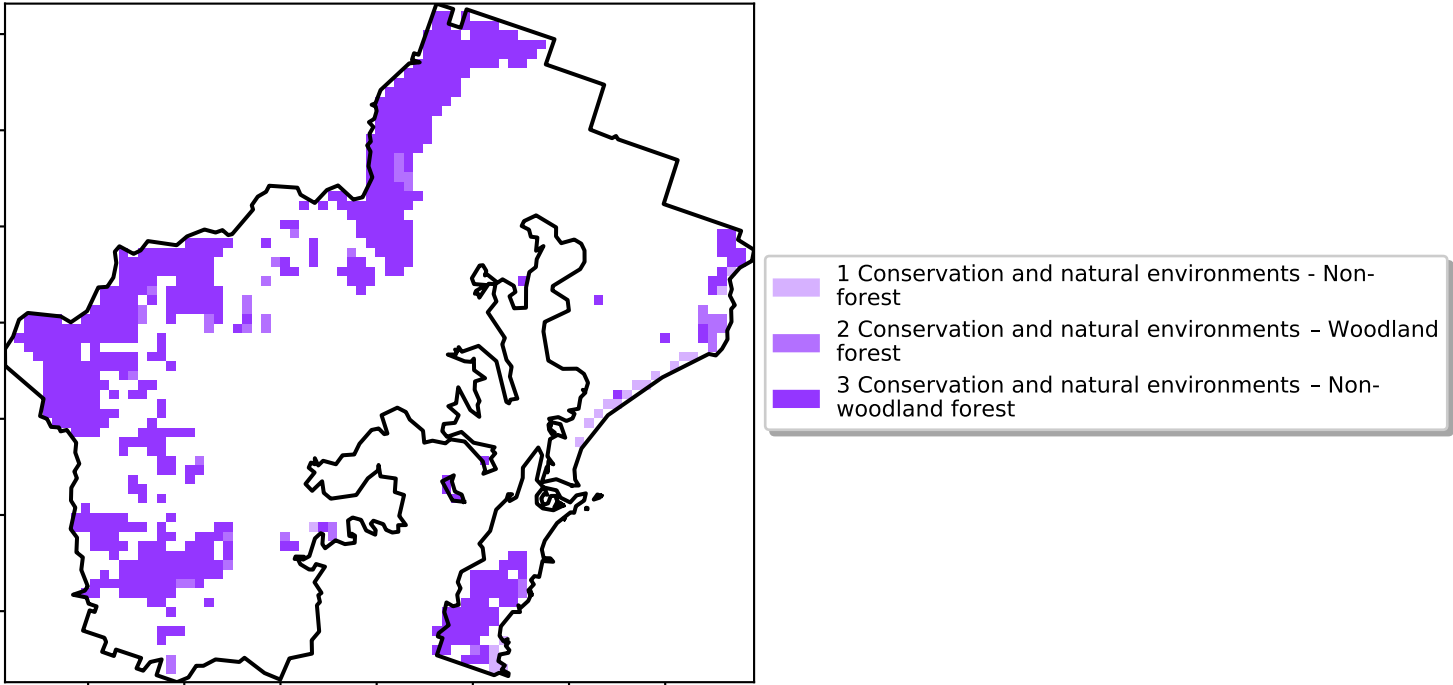 1 Conservation and natural environments - Non-
forest
2 Conservation and natural environments – Woodland
forest
3 Conservation and natural environments – Non-
woodland forest